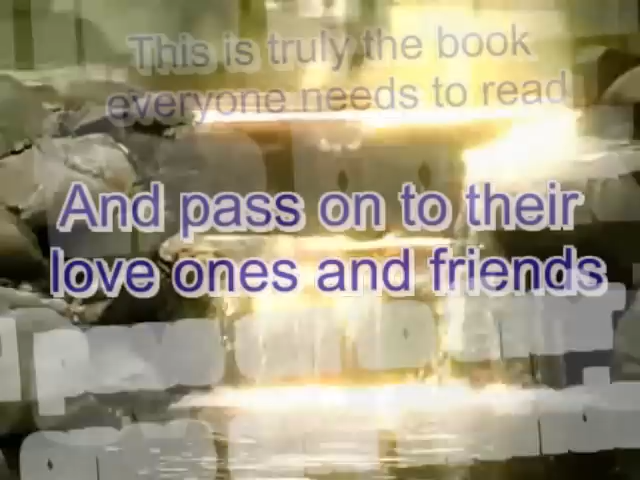 This is truly the book
everyone needs to read
And pass on to their
love ones and friends